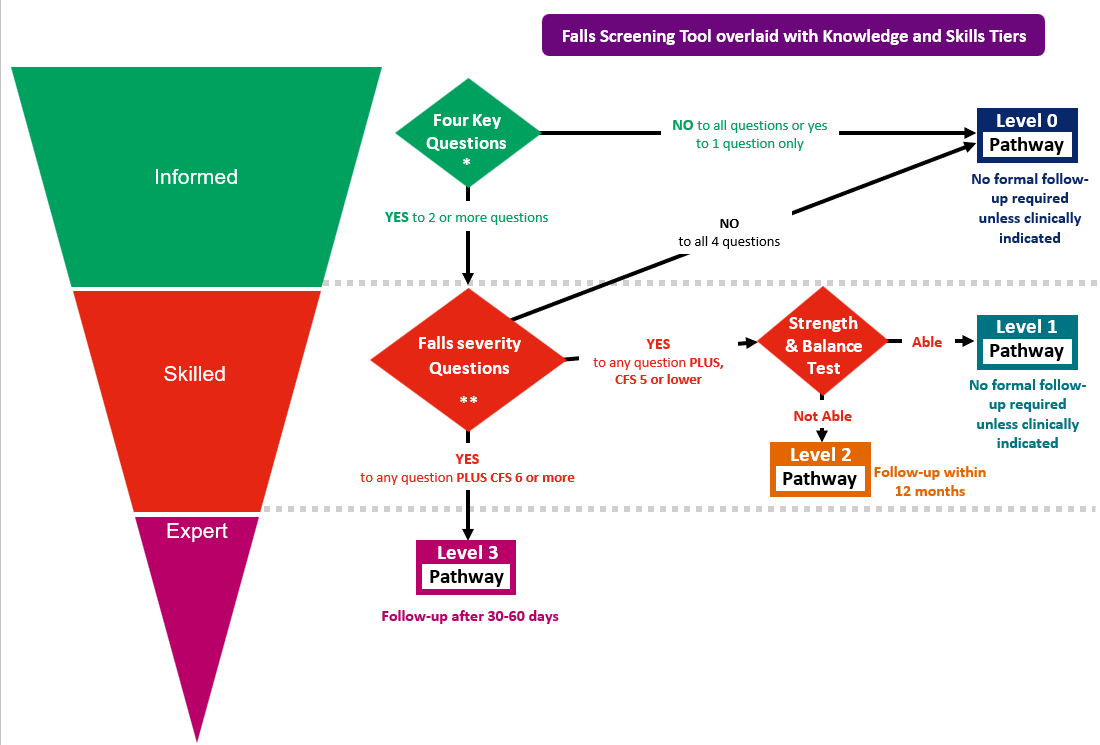 Falls Screening Tool overlaid with Knowledge and Skills Tiers
Informed
Four Key
Questions
*
NO to all questions or yes
to 1 question only
Level 0
Pathway
No formal follow-
up required
unless clinically
indicated
YES to 2 or more questions
NO
to all 4 questions
Skilled
Falls severity
Questions
**
YES
to any question PLUS,
CFS 5 or lower
Strength
& Balance
Test
Able
Level 1
Pathway
No formal follow-
up required
unless clinically
indicated
Not Able
Level 2
Pathway
Follow-up within
12 months
YES
to any question PLUS CFS 6 or more
Expert
Level 3
Pathway
Follow-up after 30-60 days